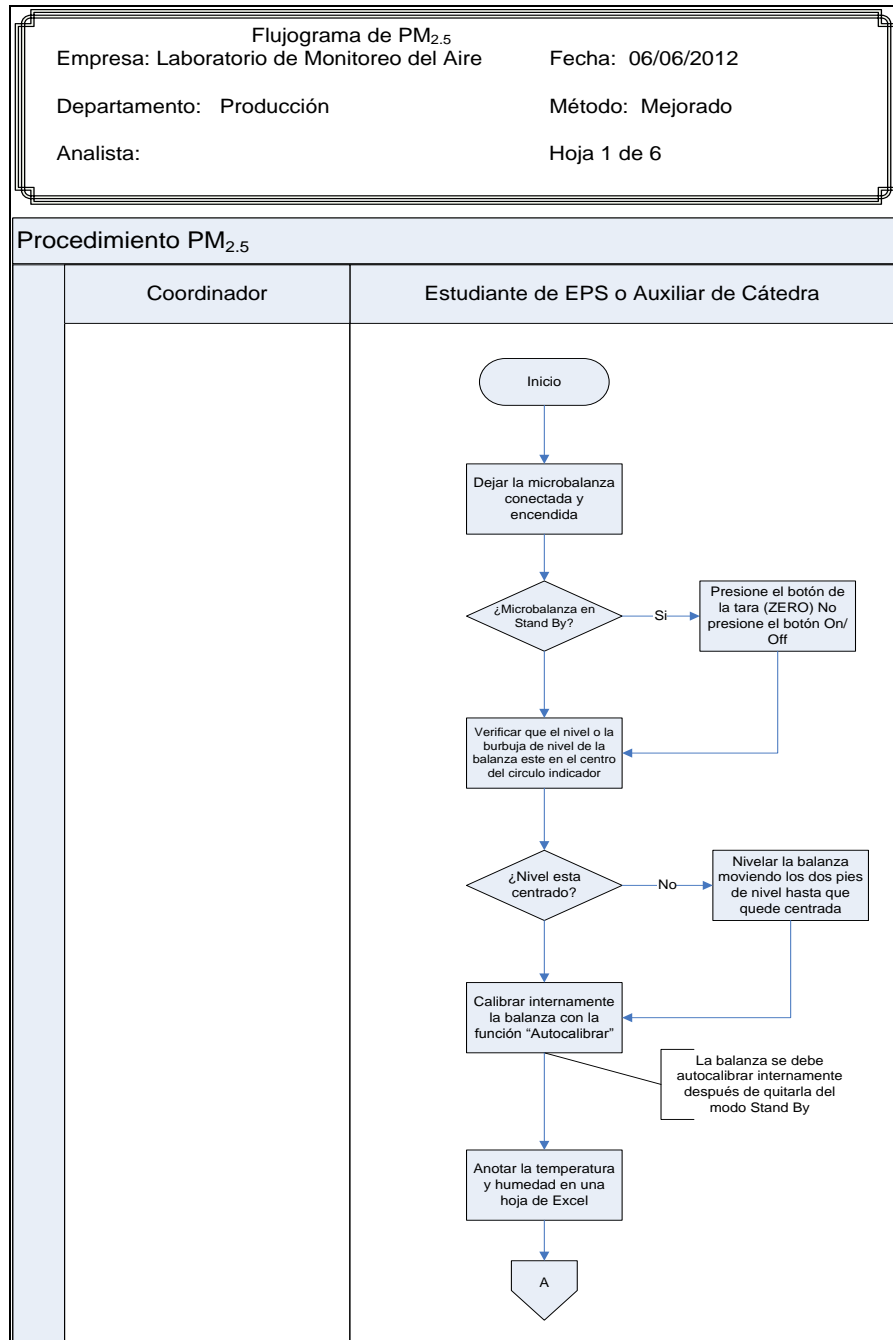 Flujograma de PM2.5
Empresa: Laboratorio de Monitoreo del Aire
Fecha: 06/06/2012
Departamento: Producción
Método: Mejorado
Analista:
Hoja 1 de 6
Procedimiento PM2.5
Coordinador
Estudiante de EPS o Auxiliar de Cátedra
Inicio
Dejar la microbalanza
conectada y
encendida
¿Microbalanza en
Stand By?
Si
Presione el botón de
la tara (ZERO) No
presione el botón On/
Off
Verificar que el nivel o la
burbuja de nivel de la
balanza este en el centro
del circulo indicador
¿Nivel esta
centrado?
No
Nivelar la balanza
moviendo los dos pies
de nivel hasta que
quede centrada
Calibrar internamente
la balanza con la
función “Autocalibrar”
La balanza se debe
autocalibrar internamente
después de quitarla del
modo Stand By
Anotar la temperatura
y humedad en una
hoja de Excel
A